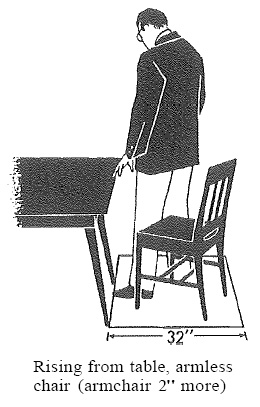 32"
Rising from table, armless
chair (armchair 2" more)